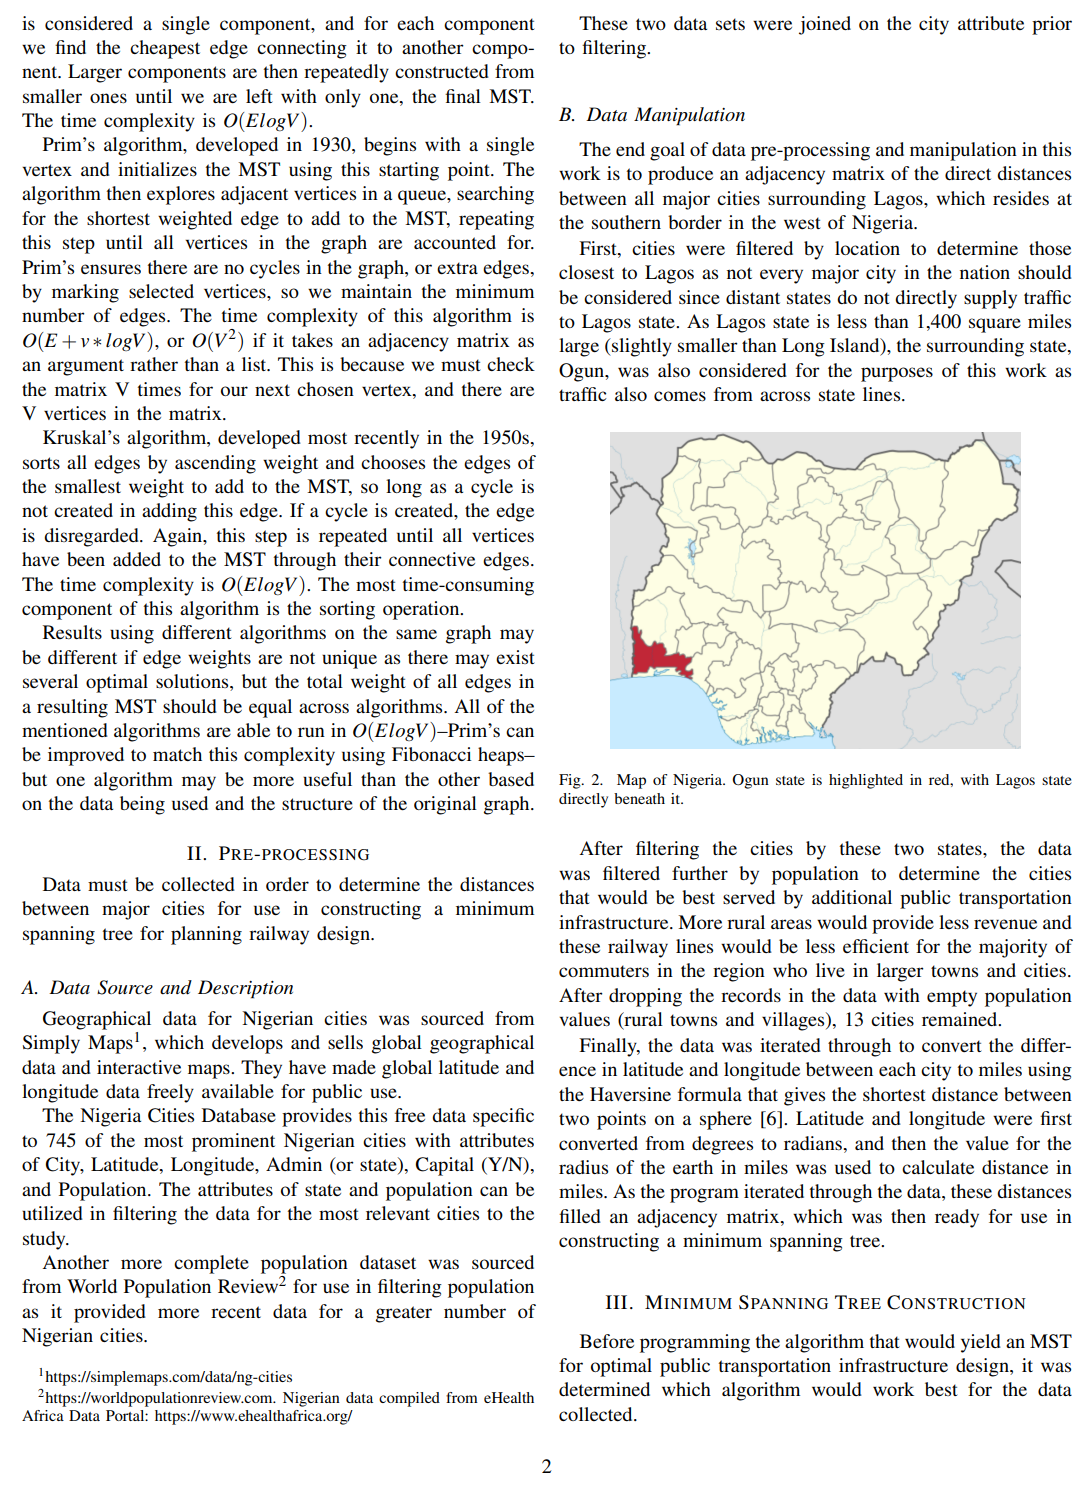 is considered a single component, and for each component
we find the cheapest edge connecting it to another compo-
nent. Larger components are then repeatedly constructed from
smaller ones until we are left with only one, the final MST.
The time complexity is O(ElogV).
Prim's algorithm, developed in 1930, begins with a single
vertex and initializes the MST using this starting point. The
algorithm then explores adjacent vertices in a queue, searching
for the shortest weighted edge to add to the MST, repeating
this step until all vertices in the graph are accounted for.
Prim's ensures there are no cycles in the graph, or extra edges,
by marking selected vertices, so we maintain the minimum
number of edges. The time complexity of this algorithm is
O(E + v * logV), or O(V²) if it takes an adjacency matrix as
an argument rather than a list. This is because we must check
the matrix V times for our next chosen vertex, and there are
V vertices in the matrix.
Kruskal's algorithm, developed most recently in the 1950s,
sorts all edges by ascending weight and chooses the edges of
the smallest weight to add to the MST, so long as a cycle is
not created in adding this edge. If a cycle is created, the edge
is disregarded. Again, this step is repeated until all vertices
have been added to the MST through their connective edges.
The time complexity is O(ElogV). The most time-consuming
component of this algorithm is the sorting operation.
Results using different algorithms on the same graph may
be different if edge weights are not unique as there may exist
several optimal solutions, but the total weight of all edges in
a resulting MST should be equal across algorithms. All of the
mentioned algorithms are able to run in O(ElogV)–Prim's can
be improved to match this complexity using Fibonacci heaps–
but one algorithm may be more useful than the other based
on the data being used and the structure of the original graph.
II. PRE-PROCESSING
Data must be collected in order to determine the distances
between major cities for use in constructing a minimum
spanning tree for planning railway design.
A. Data Source and Description
Geographical data for Nigerian cities was sourced from
Simply Maps¹, which develops and sells global geographical
data and interactive maps. They have made global latitude and
longitude data freely available for public use.
The Nigeria Cities Database provides this free data specific
to 745 of the most prominent Nigerian cities with attributes
of City, Latitude, Longitude, Admin (or state), Capital (Y/N),
and Population. The attributes of state and population can be
utilized in filtering the data for the most relevant cities to the
study.
Another more complete population dataset was sourced
from World Population Review² for use in filtering population
as it provided more recent data for a greater number of
Nigerian cities.
¹https://simplemaps.com/data/ng-cities
²https://worldpopulationreview.com. Nigerian data compiled from eHealth
Africa Data Portal: https://www.ehealthafrica.org/
These two data sets were joined on the city attribute prior
to filtering.
B. Data Manipulation
The end goal of data pre-processing and manipulation in this
work is to produce an adjacency matrix of the direct distances
between all major cities surrounding Lagos, which resides at
the southern border in the west of Nigeria.
First, cities were filtered by location to determine those
closest to Lagos as not every major city in the nation should
be considered since distant states do not directly supply traffic
to Lagos state. As Lagos state is less than 1,400 square miles
large (slightly smaller than Long Island), the surrounding state,
Ogun, was also considered for the purposes of this work as
traffic also comes from across state lines.
Fig. 2. Map of Nigeria. Ogun state is highlighted in red, with Lagos state
directly beneath it.
After filtering the cities by these two states, the data
was filtered further by population to determine the cities
that would be best served by additional public transportation
infrastructure. More rural areas would provide less revenue and
these railway lines would be less efficient for the majority of
commuters in the region who live in larger towns and cities.
After dropping the records in the data with empty population
values (rural towns and villages), 13 cities remained.
Finally, the data was iterated through to convert the differ-
ence in latitude and longitude between each city to miles using
the Haversine formula that gives the shortest distance between
two points on a sphere [6]. Latitude and longitude were first
converted from degrees to radians, and then the value for the
radius of the earth in miles was used to calculate distance in
miles. As the program iterated through the data, these distances
filled an adjacency matrix, which was then ready for use in
constructing a minimum spanning tree.
III. MINIMUM SPANNING TREE CONSTRUCTION
Before programming the algorithm that would yield an MST
for optimal public transportation infrastructure design, it was
determined which algorithm would work best for the data
collected.
2